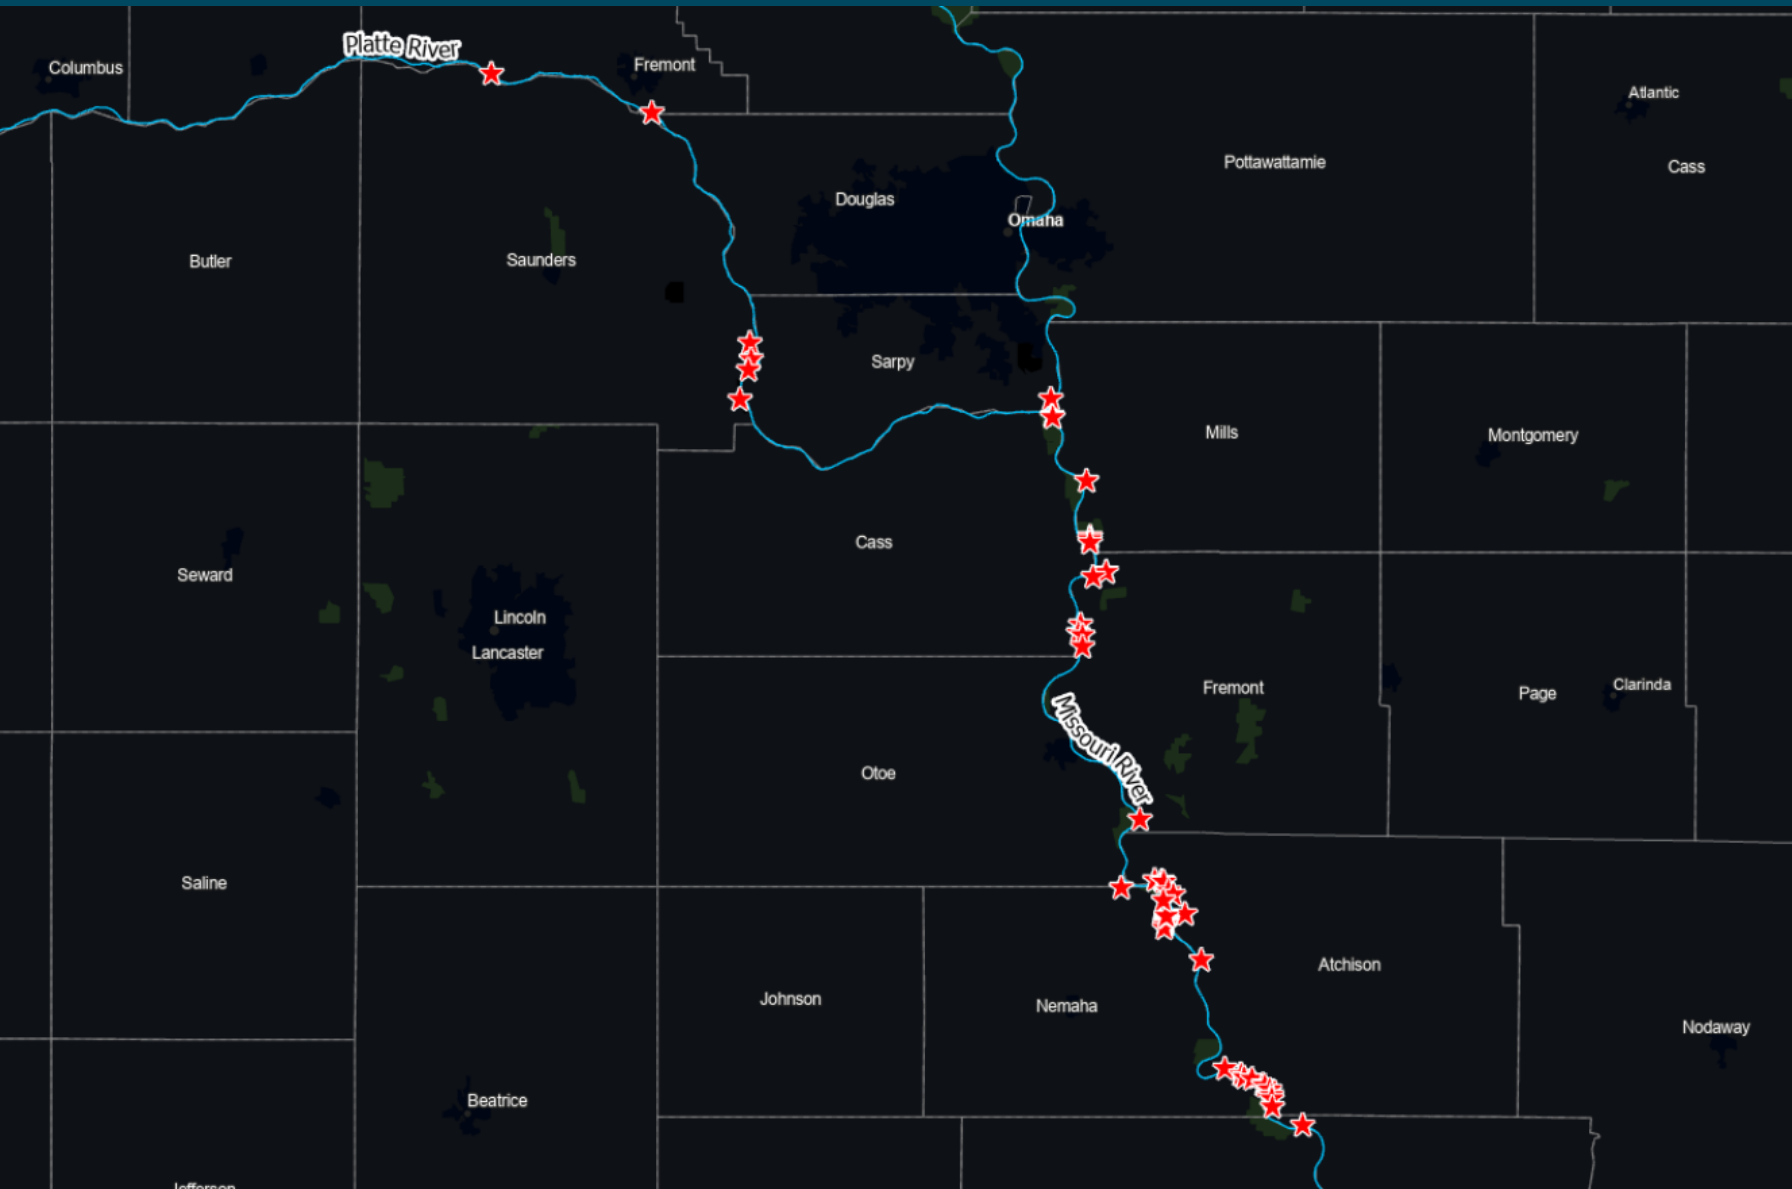 Platte River
Columbus
Fremont
Atlantic
Pottawattamie
Cass
Douglas
Omaha
Butler
Saunders
Sarpy
Mills
Montgomery
Cass
Seward
Lincoln
Lancaster
Fremont
Page
Clarinda
Missouri River
Otoe
Saline
Atchison
Johnson
Nemaha
Nodaway
Beatrice
Jefferson